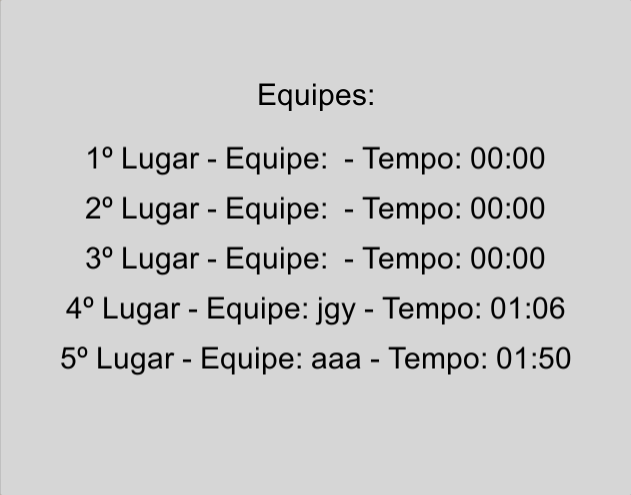 Equipes:
1º Lugar - Equipe:  - Tempo: 00:00
2º Lugar - Equipe:  - Tempo: 00:00
3º Lugar - Equipe:  - Tempo: 00:00
4º Lugar - Equipe: jgy - Tempo: 01:06
5º Lugar - Equipe: aaa - Tempo: 01:50